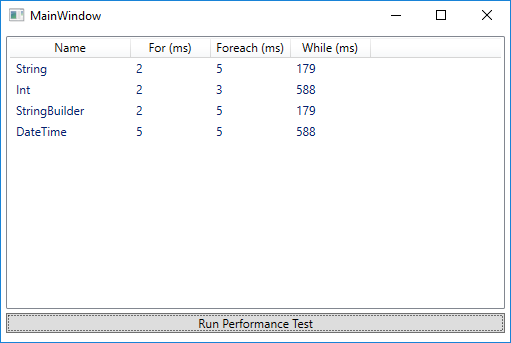 MainWindow
Name For (ms) Foreach (ms) While (ms)
String 2 5 179
Int 2 3 588
StringBuilder 2 5 179
DateTime 5 5 588
Run Performance Test